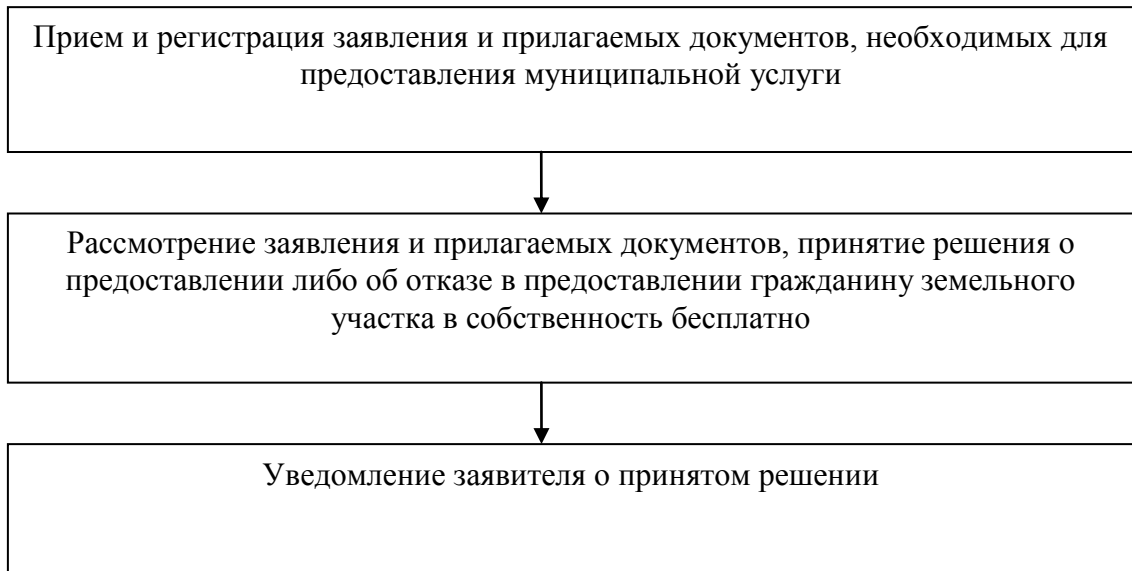 Прием и регистрация заявления и прилагаемых документов, необходимых для
предоставления муниципальной услуги
Рассмотрение заявления и прилагаемых документов, принятие решения о
предоставлении либо об отказе в предоставлении гражданину земельного
участка в собственность бесплатно
Уведомление заявителя о принятом решении